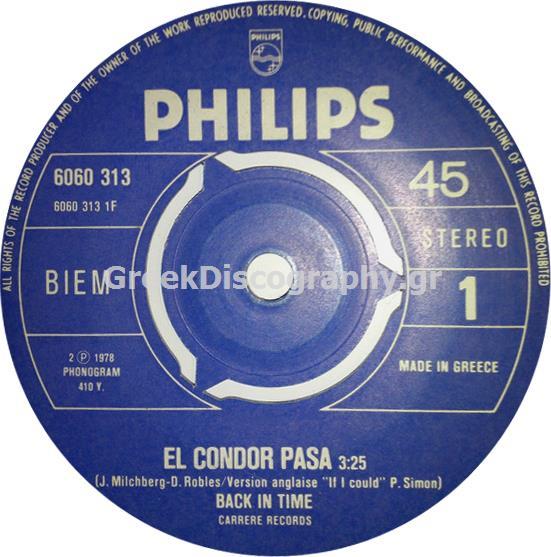 ALL RIGHTS OF THE RECORD PRODUCER AND OF THE OWNER OF THE WORK REPRODUCED RESERVED. COPYING, PUBLIC PERFORMANCE AND BROADCASTING OF THIS RECORD PROHIBITED
PHILIPS
PHILIPS
6060 313
6060 313 1F
45
STEREO
BIEM
GreekDiscography.gr
1
2 Ⓟ 1978
PHONOGRAM
410 Y.
MADE IN GREECE
EL CONDOR PASA 3:25
(J. Milchberg-D. Robles/Version anglaise "If I could" P. Simon)
BACK IN TIME
CARRERE RECORDS